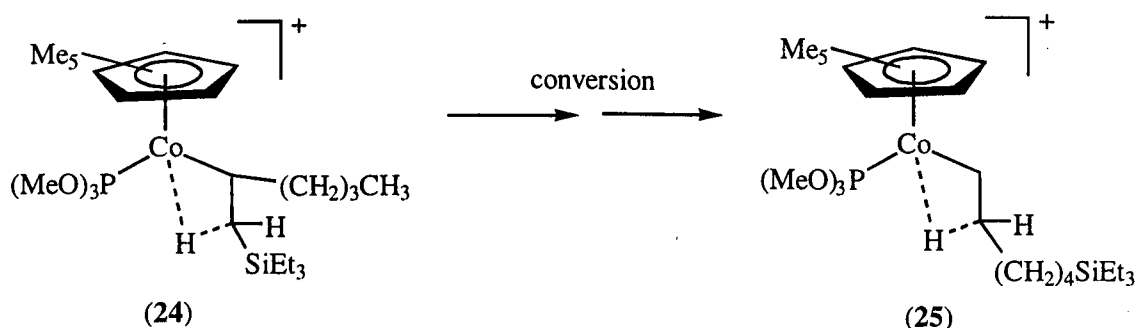 Me5
+
Co
(MeO)3P
(CH2)3CH3
H
H
SiEt3
(24)
conversion
Me5
+
Co
(MeO)3P
H
H
(CH2)4SiEt3
(25)